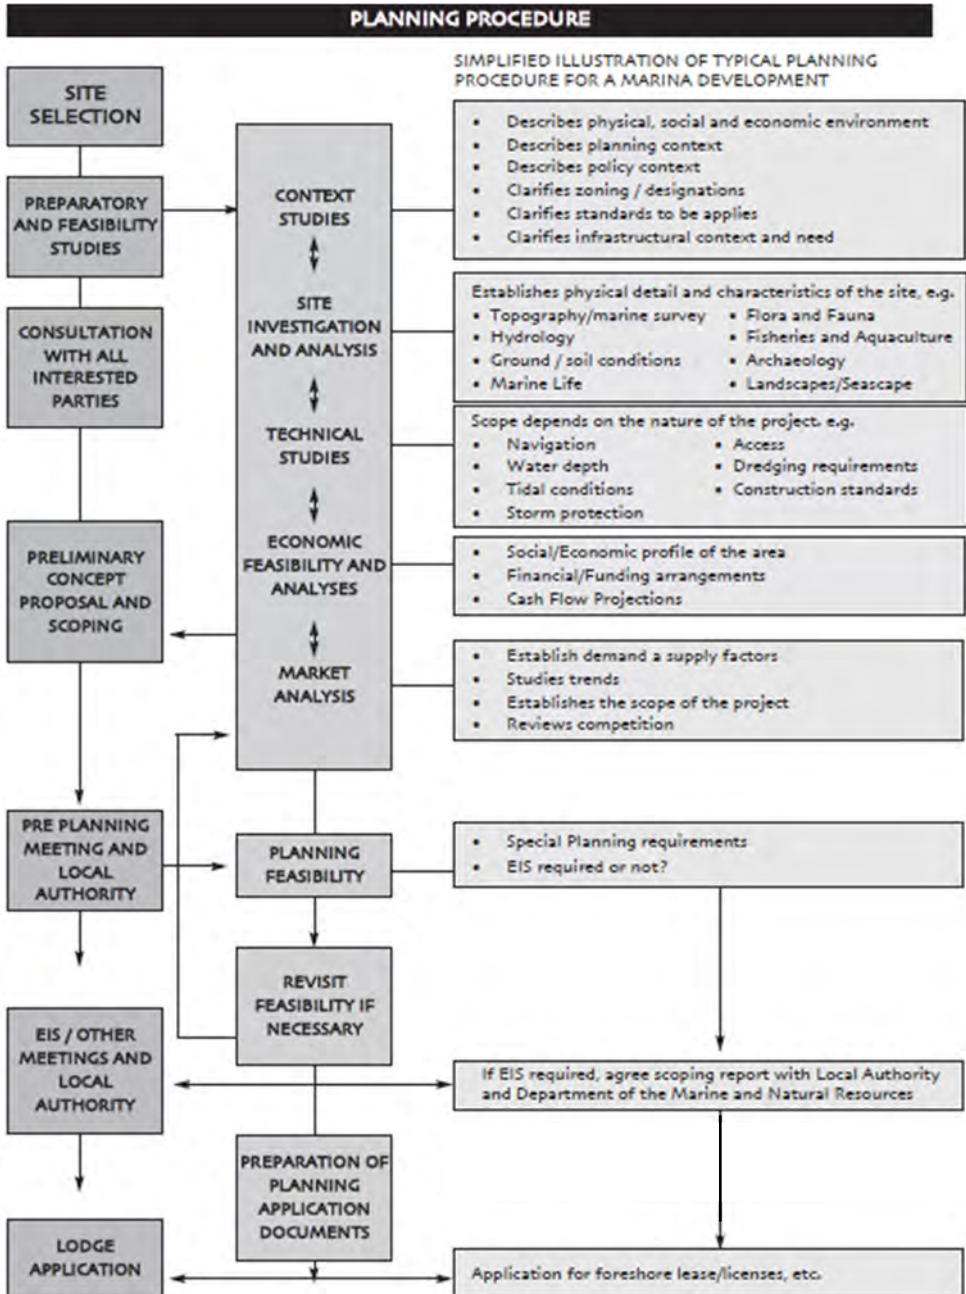 PLANNING PROCEDURE
SIMPLIFIED ILLUSTRATION OF TYPICAL PLANNING
PROCEDURE FOR A MARINA DEVELOPMENT
SITE
SELECTION
PREPARATORY
AND FEASIBILITY
STUDIES
CONSULTATION
WITH ALL
INTERESTED
PARTIES
PRELIMINARY
CONCEPT
PROPOSAL AND
SCOPING
PRE PLANNING
MEETING AND
LOCAL
AUTHORITY
EIS / OTHER
MEETINGS AND
LOCAL
AUTHORITY
LODGE
APPLICATION
CONTEXT
STUDIES
SITE
INVESTIGATION
AND ANALYSIS
TECHNICAL
STUDIES
ECONOMIC
FEASIBILITY AND
ANALYSES
MARKET
ANALYSIS
PLANNING
FEASIBILITY
REVISIT
FEASIBILITY IF
NECESSARY
PREPARATION OF
PLANNING
APPLICATION
DOCUMENTS
• Describes physical, social and economic environment
• Describes planning context
• Describes policy context
• Clarifies zoning / designations
• Clarifies standards to be applies
• Clarifies infrastructural context and need
Establishes physical detail and characteristics of the site, e.g.
• Topography/marine survey
• Hydrology
• Ground / soil conditions
• Marine Life
• Flora and Fauna
• Fisheries and Aquaculture
• Archaeology
• Landscapes/Seascape
Scope depends on the nature of the project. e.g.
• Navigation
• Water depth
• Tidal conditions
• Storm protection
• Access
• Dredging requirements
• Construction standards
• Social/Economic profile of the area
• Financial/Funding arrangements
• Cash Flow Projections
• Establish demand a supply factors
• Studies trends
• Establishes the scope of the project
• Reviews competition
• Special Planning requirements
• EIS required or not?
If EIS required, agree scoping report with Local Authority
and Department of the Marine and Natural Resources
Application for foreshore lease/licenses, etc.